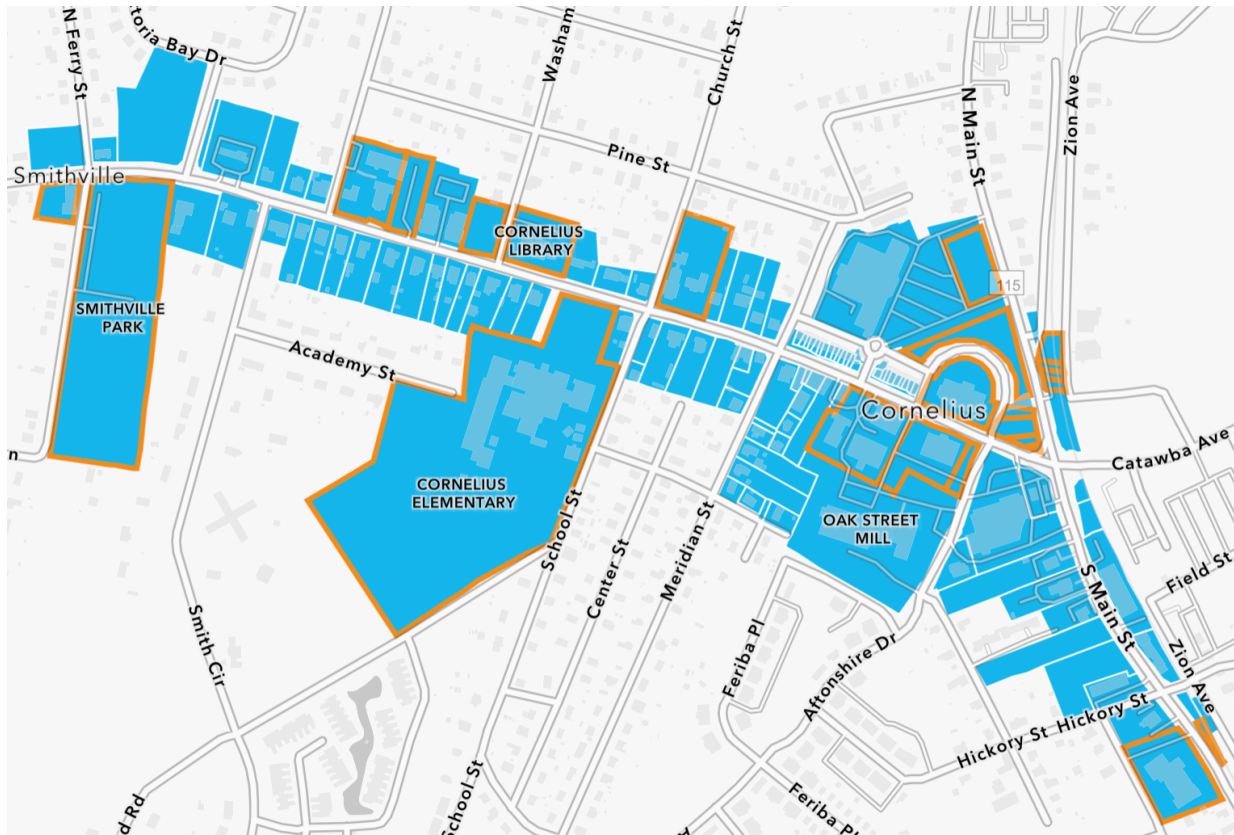 N Ferry St
toria Bay Dr
Washam
Church St
N Main St
Zion Ave
Pine St
Smithville
CORNELIUS
LIBRARY
115
SMITHVILLE
PARK
Academy St
Cornelius
Catawba Ave
n
CORNELIUS
ELEMENTARY
OAK STREET
MILL
School St
Center St
Meridian St
Field St
S Main St
Smith Cir
Feriba Pl
Aftonshire Dr
Zion Ave
Hickory St
Hickory St
School St
Feriba Pl
d Rd